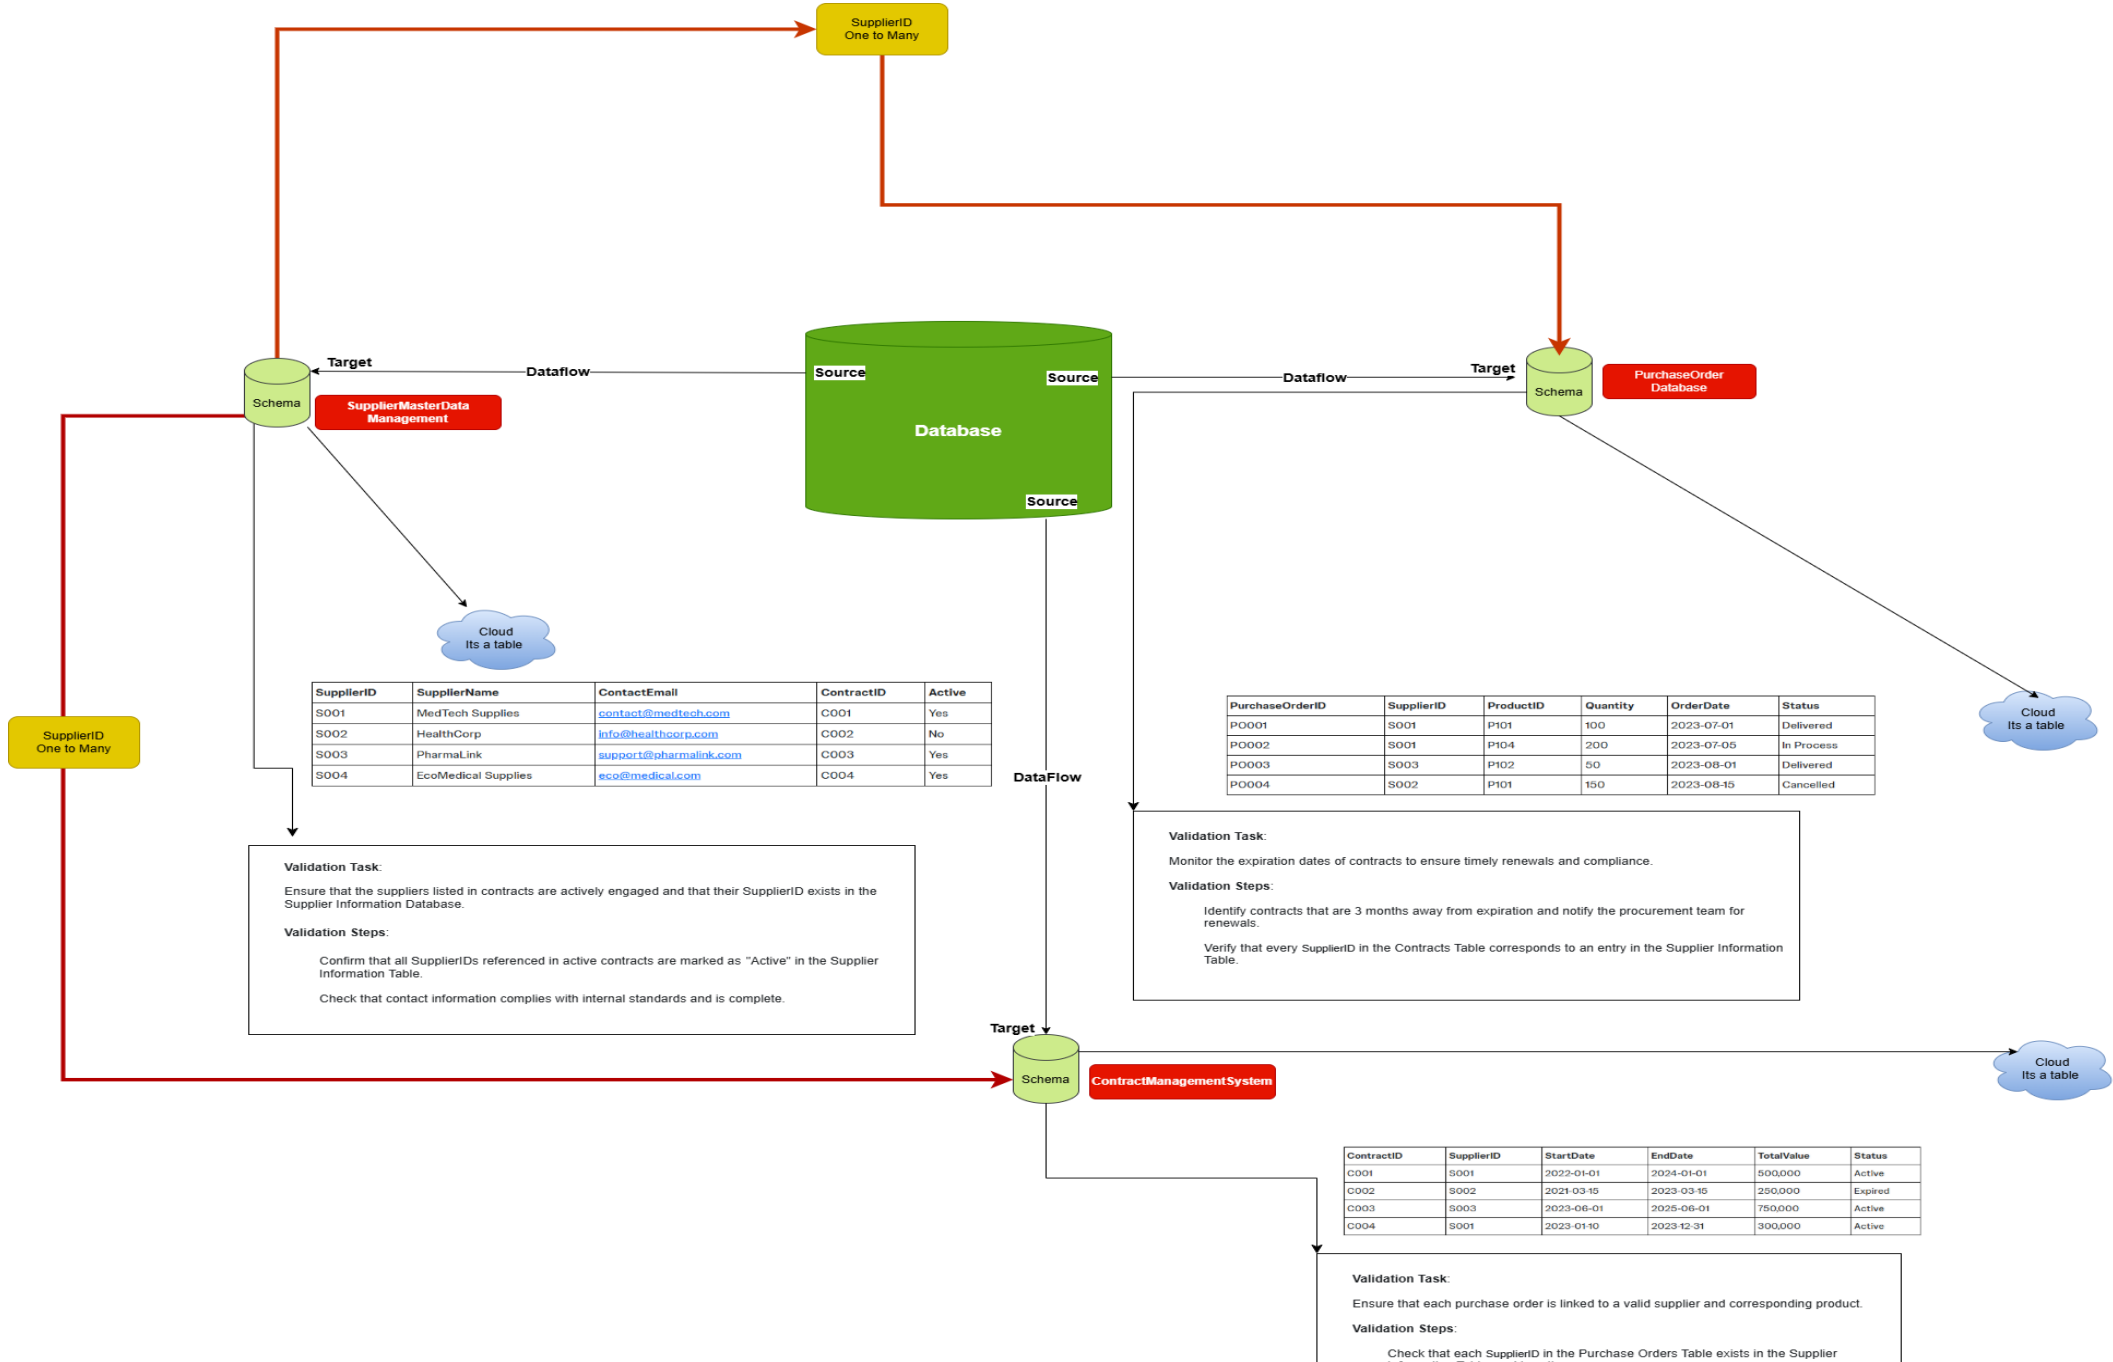 SupplierID
One to Many
Target
Dataflow
Source
Source
Dataflow
Target
Schema
SupplierMasterData
Management
Database
Source
Schema
PurchaseOrder
Database
Cloud
Its a table
SupplierID SupplierName ContactEmail ContractID Active
S001 MedTech Supplies contact@medtech.com C001 Yes
S002 HealthCorp info@healthcorp.com C002 No
S003 PharmaLink support@pharmalink.com C003 Yes
S004 EcoMedical Supplies eco@medical.com C004 Yes
SupplierID
One to Many
PurchaseOrderID SupplierID ProductID Quantity OrderDate Status
PO001 S001 P101 100 2023-07-01 Delivered
PO002 S001 P104 200 2023-07-05 In Process
PO003 S003 P102 50 2023-08-01 Delivered
PO004 S002 P101 150 2023-08-15 Cancelled
Cloud
Its a table
DataFlow
Validation Task:
Ensure that the suppliers listed in contracts are actively engaged and that their SupplierID exists in the
Supplier Information Database.
Validation Steps:
Confirm that all SupplierIDs referenced in active contracts are marked as "Active" in the Supplier
Information Table.
Check that contact information complies with internal standards and is complete.
Validation Task:
Monitor the expiration dates of contracts to ensure timely renewals and compliance.
Validation Steps:
Identify contracts that are 3 months away from expiration and notify the procurement team for
renewals.
Verify that every SupplierID in the Contracts Table corresponds to an entry in the Supplier Information
Table.
Target
Schema
ContractManagementSystem
Cloud
Its a table
ContractID SupplierID StartDate EndDate TotalValue Status
C001 S001 2022-01-01 2024-01-01 500,000 Active
C002 S002 2021-03-15 2023-03-15 250,000 Expired
C003 S003 2023-06-01 2025-06-01 750,000 Active
C004 S001 2023-01-10 2023-12-31 300,000 Active
Validation Task:
Ensure that each purchase order is linked to a valid supplier and corresponding product.
Validation Steps:
Check that each SupplierID in the Purchase Orders Table exists in the Supplier